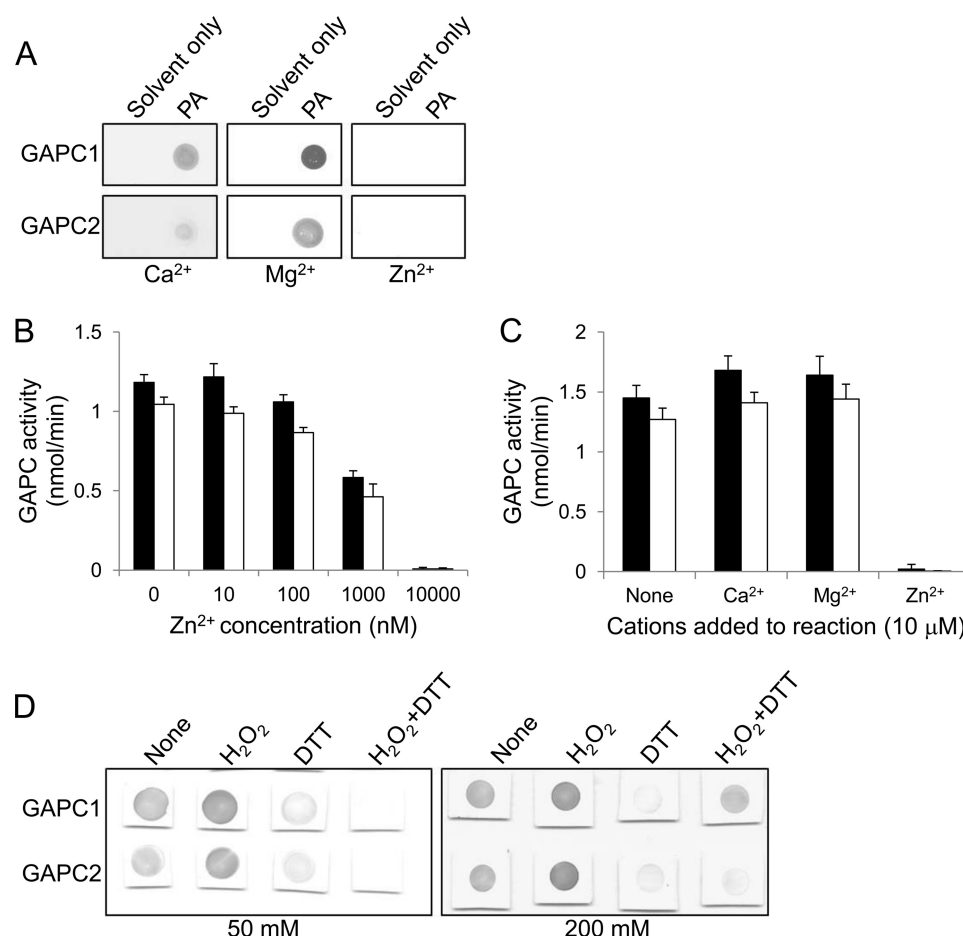 A
Solvent only
PA
Solvent only
PA
Solvent only
PA
GAPC1
GAPC2
Ca²⁺
Mg²⁺
Zn²⁺
B
GAPC activity
(nmol/min)
1.5
1
0.5
0
0 10 100 1000 10000
Zn²⁺ concentration (nM)
C
GAPC activity
(nmol/min)
2
1.5
1
0.5
0
None Ca²⁺ Mg²⁺ Zn²⁺
Cations added to reaction (10 μM)
D
None
H₂O₂
DTT
H₂O₂+DTT
None
H₂O₂
DTT
H₂O₂+DTT
GAPC1
GAPC2
50 mM
200 mM